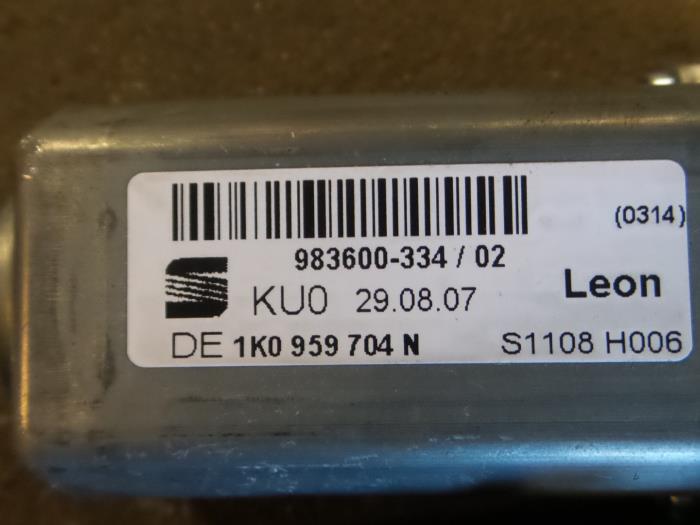 (0314)
983600-334 / 02
KU0 29.08.07 Leon
DE 1K0 959 704 N S1108 H006